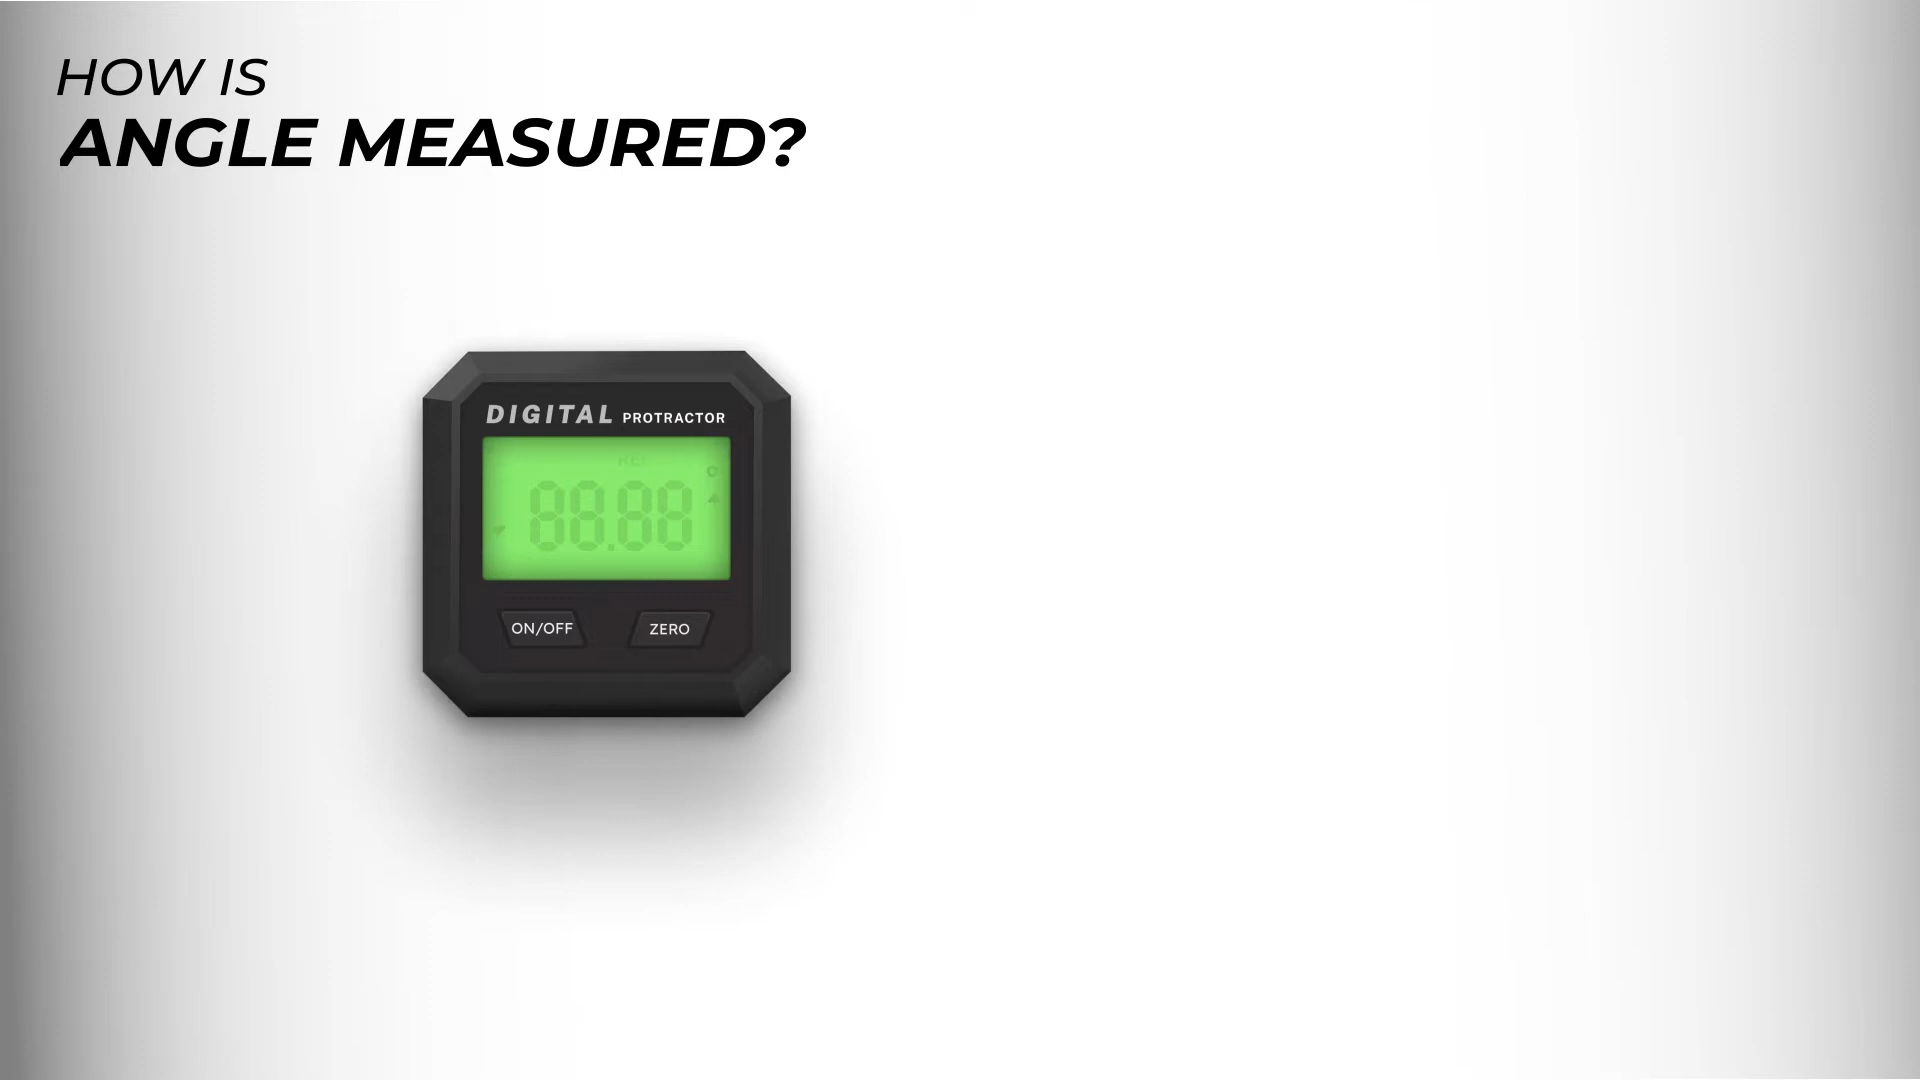 HOW IS
ANGLE MEASURED?
DIGITAL PROTRACTOR
88.88
ON/OFF
ZERO